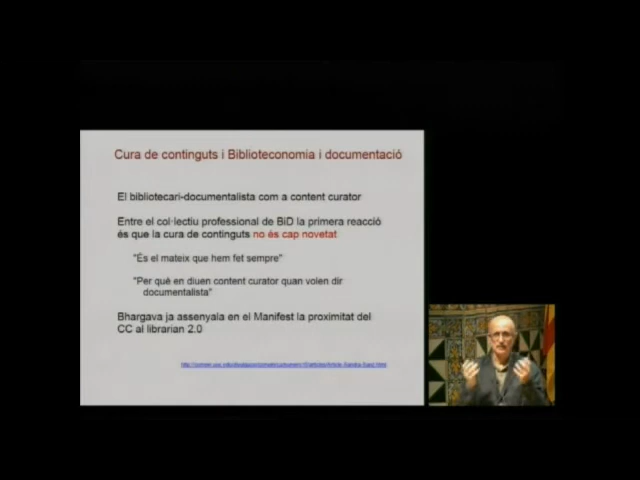 Cura de continguts i Biblioteconomia i documentació
El bibliotecari-documentalista com a content curator
Entre el col·lectiu professional de BiD la primera reacció
és que la cura de continguts no és cap novetat
"És el mateix que hem fet sempre"
"Per què en diuen content curator quan volen dir
documentalista"
Bhargava ja assenyala en el Manifest la proximitat del
CC al librarian 2.0